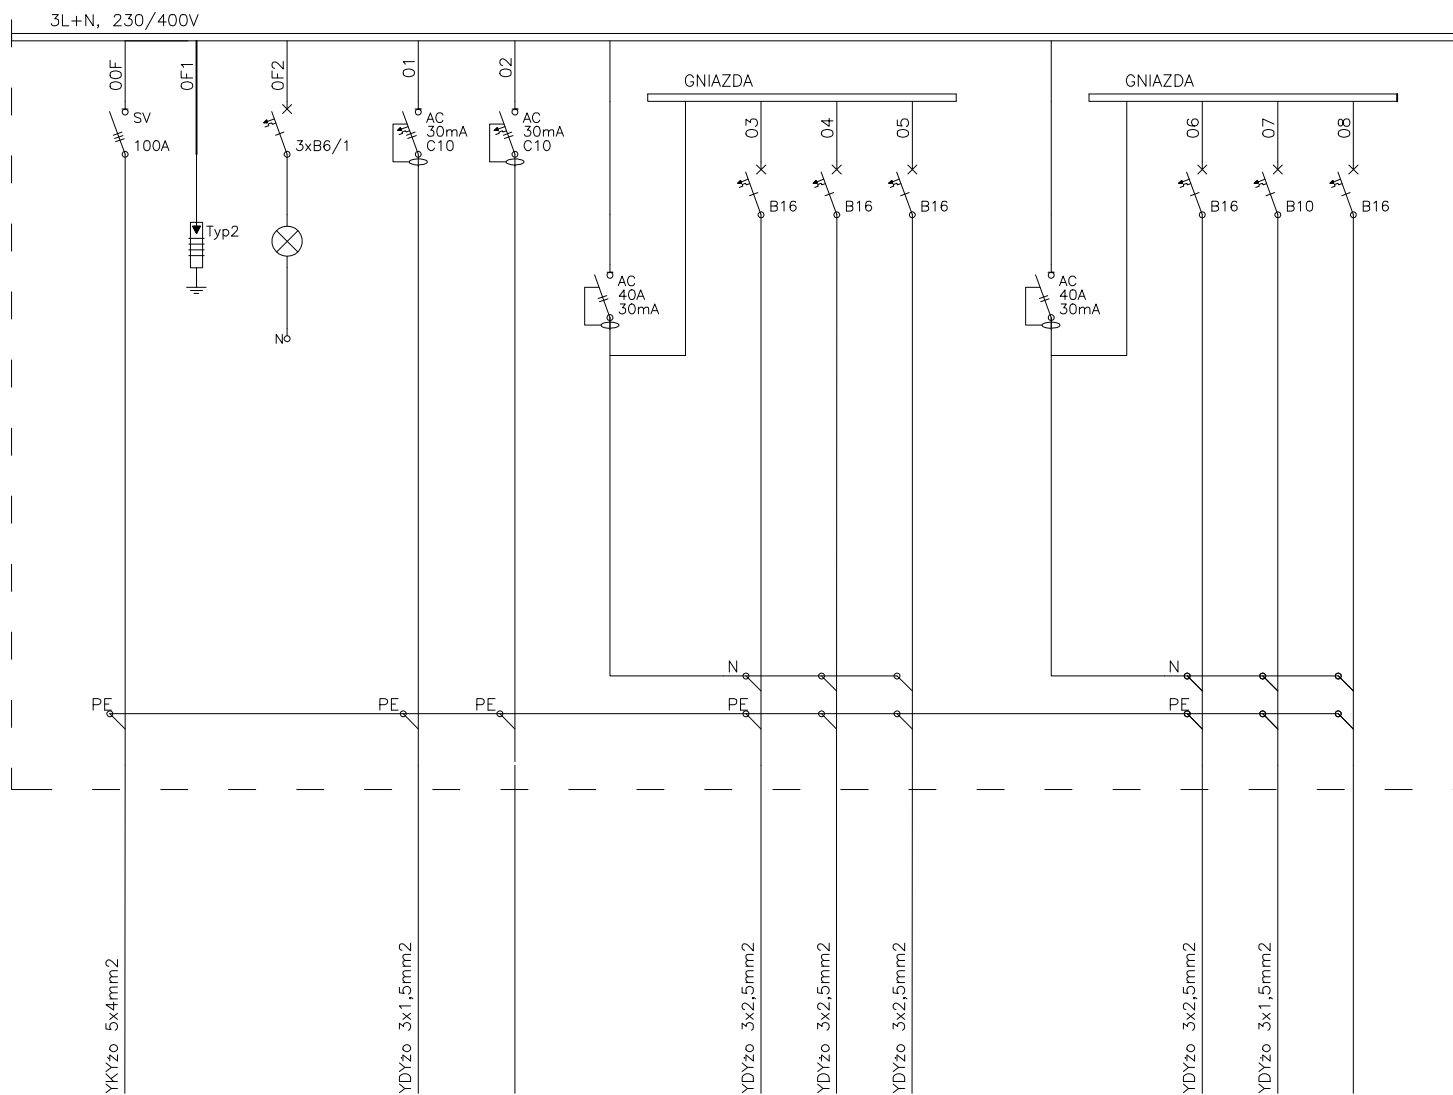 3L+N, 230/400V
00F
0F1
0F2
01
02
GNIAZDA
GNIAZDA
SV
100A
3xB6/1
AC
30mA
C10
AC
30mA
C10
03
04
05
06
07
08
B16
B16
B16
B16
B10
B16
Typ2
N
AC
40A
30mA
AC
40A
30mA
N
N
PE
PE
PE
PE
PE
YKYżo 5x4mm2
YDYżo 3x1,5mm2
YDYżo 3x2,5mm2
YDYżo 3x2,5mm2
YDYżo 3x2,5mm2
YDYżo 3x2,5mm2
YDYżo 3x1,5mm2